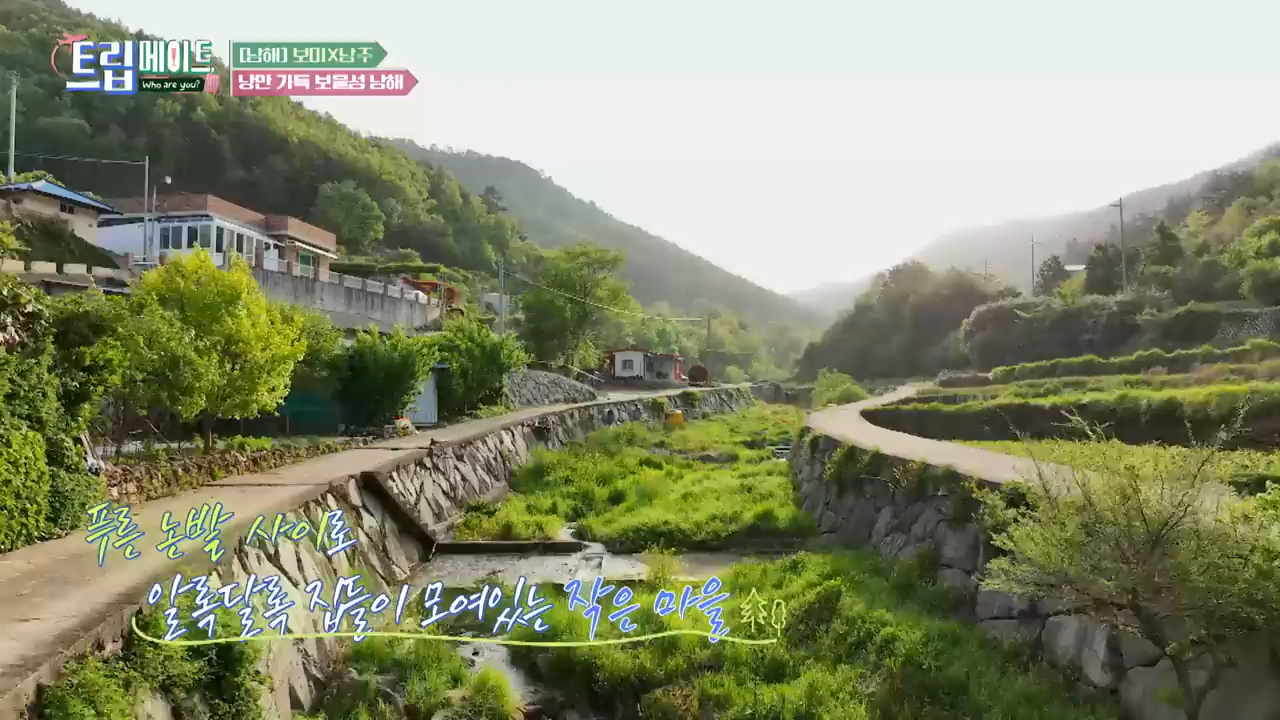 트립 메이트
Who are you?
[남해] 보미X남주
낭만 가득 보물섬 남해
푸른 논밭 사이로
알록달록 집들이 모여있는 작은 마을